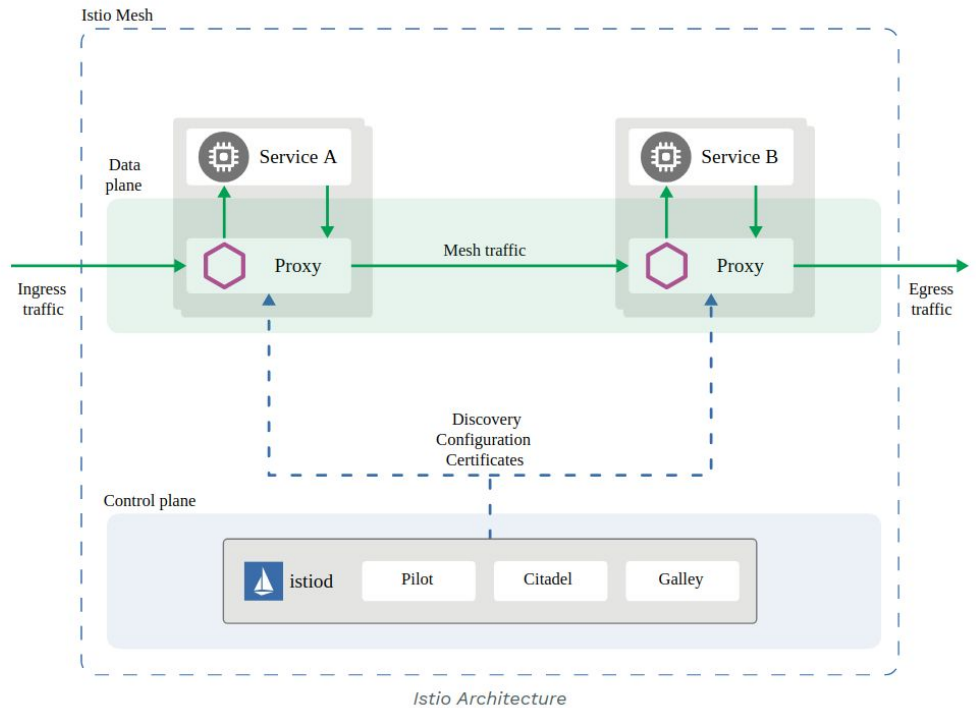 Istio Mesh
Service A
Service B
Data
plane
Mesh traffic
Proxy
Proxy
Ingress
traffic
Egress
traffic
Discovery
Configuration
Certificates
Control plane
istiod
Pilot
Citadel
Galley
Istio Architecture